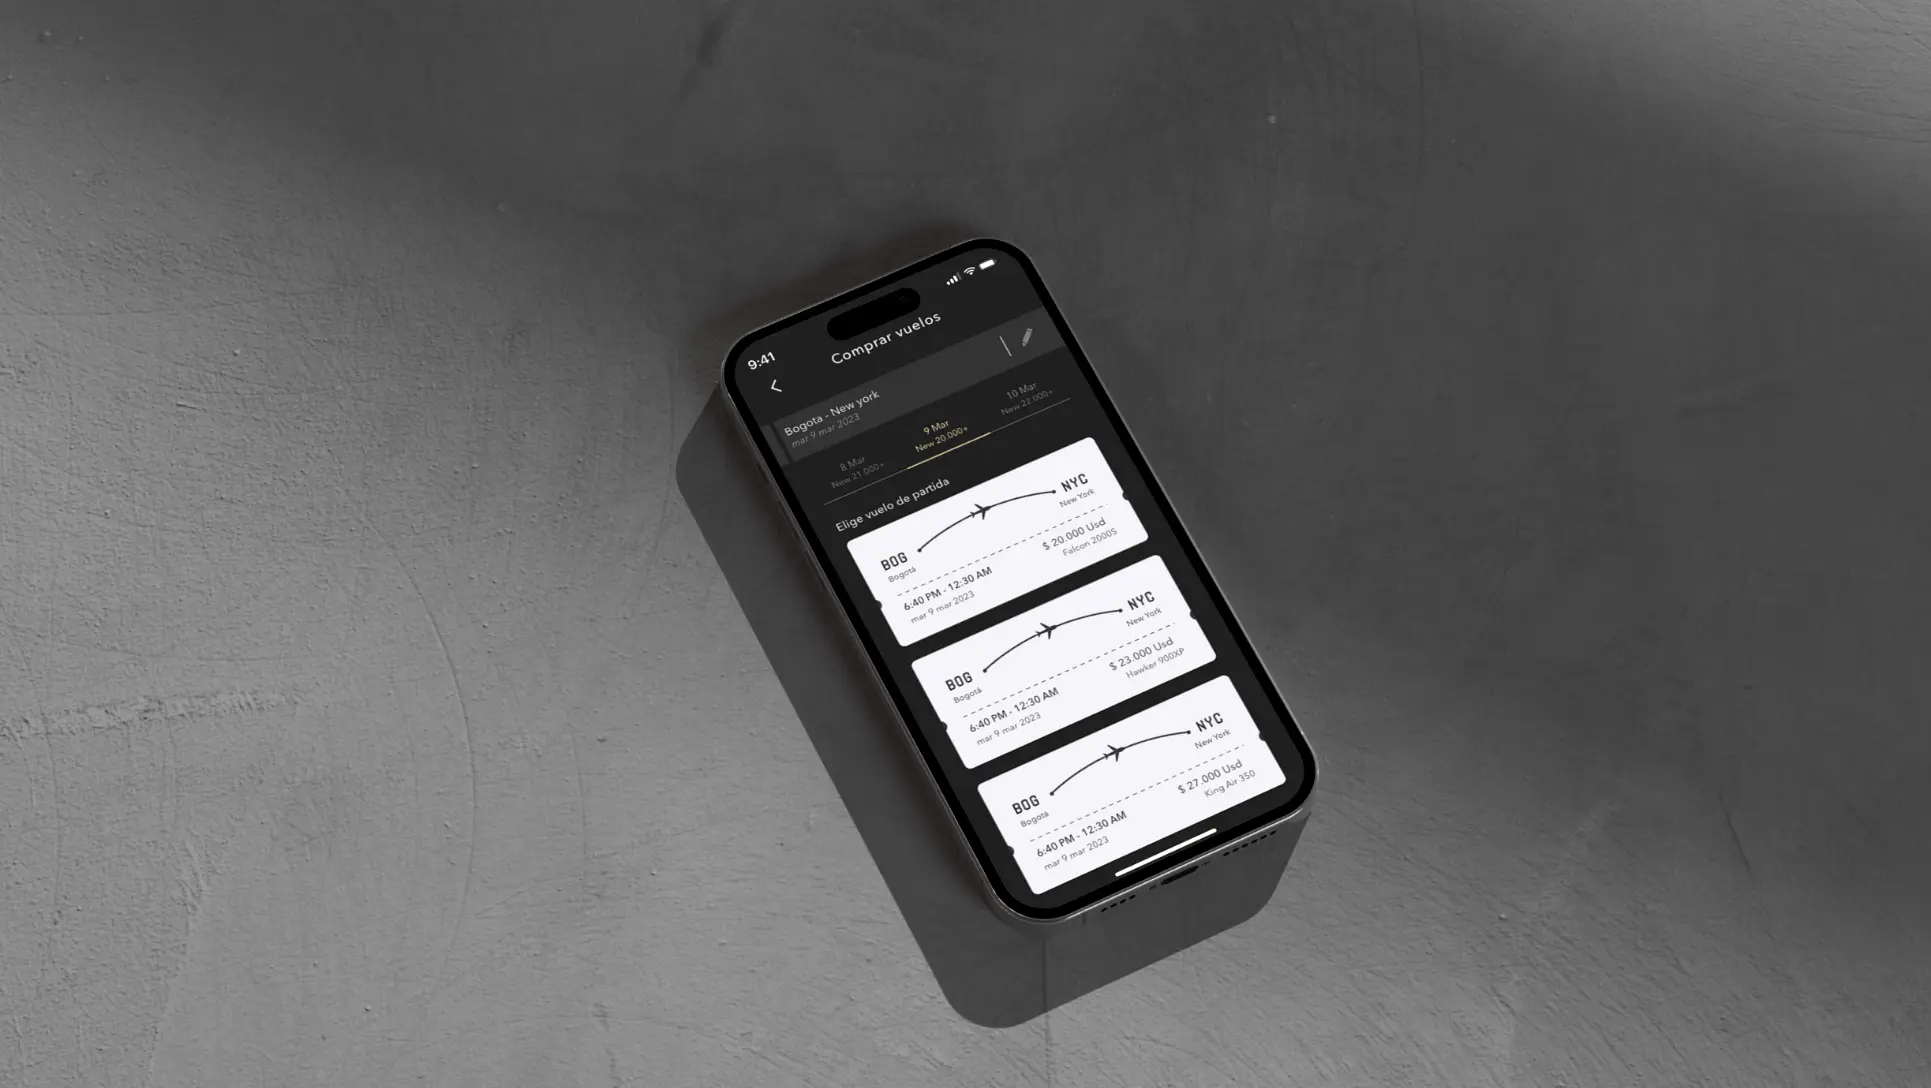 9:41
Comprar vuelos
Bogota - New york
mar 9 mar 2023
8 Mar
New 21.000+
9 Mar
New 20.000+
10 Mar
New 22.000+
Elige vuelo de partida
BOG
Bogotá
NYC
New York
6:40 PM - 12:30 AM
mar 9 mar 2023
$ 20.000 Usd
Falcon 2000S
BOG
Bogotá
NYC
New York
6:40 PM - 12:30 AM
mar 9 mar 2023
$ 23.000 Usd
Hawker 900XP
BOG
Bogotá
NYC
New York
6:40 PM - 12:30 AM
mar 9 mar 2023
$ 27.000 Usd
King Air 350